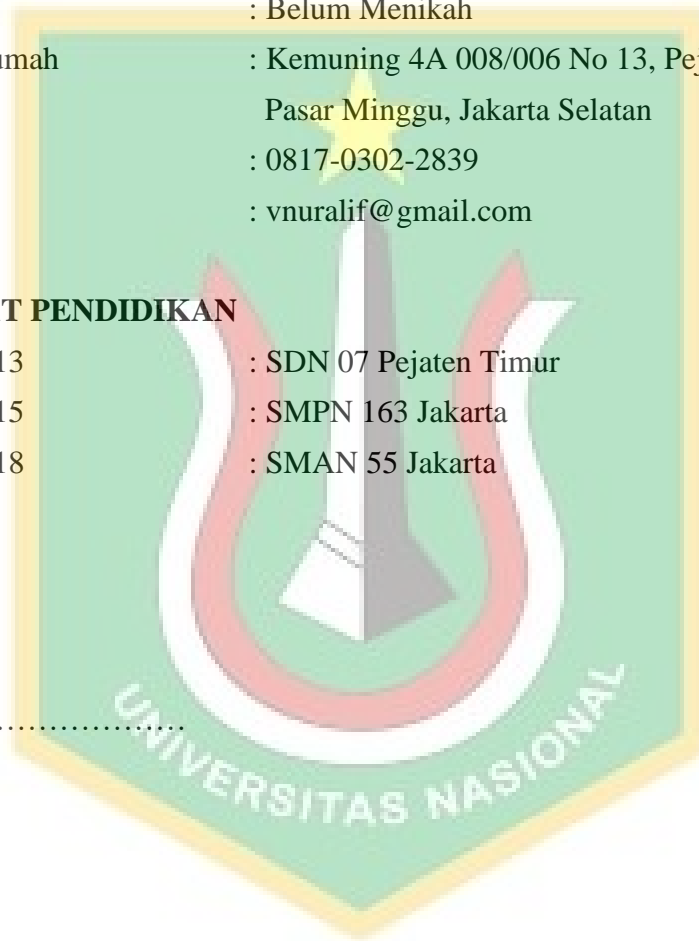 : Belum Menikah
umah : Kemuning 4A 008/006 No 13, Pej
Pasar Minggu, Jakarta Selatan
: 0817-0302-2839
: vnuralif@gmail.com
T PENDIDIKAN
13 : SDN 07 Pejaten Timur
15 : SMPN 163 Jakarta
18 : SMAN 55 Jakarta
………………
UNIVERSITAS NASIONAL